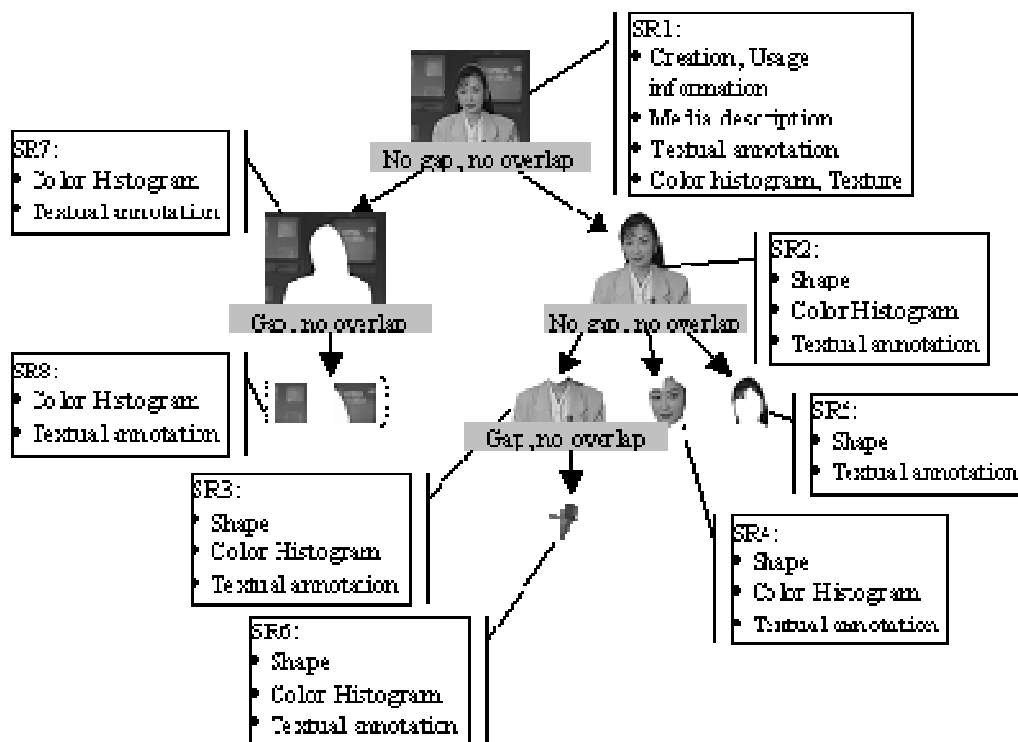 SR1:
• Creation, Usage
information
• Media description
• Textual annotation
• Color histogram, Texture
No gap, no overlap
SR7:
• Color Histogram
• Textual annotation
SR2:
• Shape
• Color Histogram
• Textual annotation
Gap, no overlap
No gap, no overlap
SR8:
• Color Histogram
• Textual annotation
SR5:
• Shape
• Textual annotation
Gap, no overlap
SR3:
• Shape
• Color Histogram
• Textual annotation
SR4:
• Shape
• Color Histogram
• Textual annotation
SR6:
• Shape
• Color Histogram
• Textual annotation